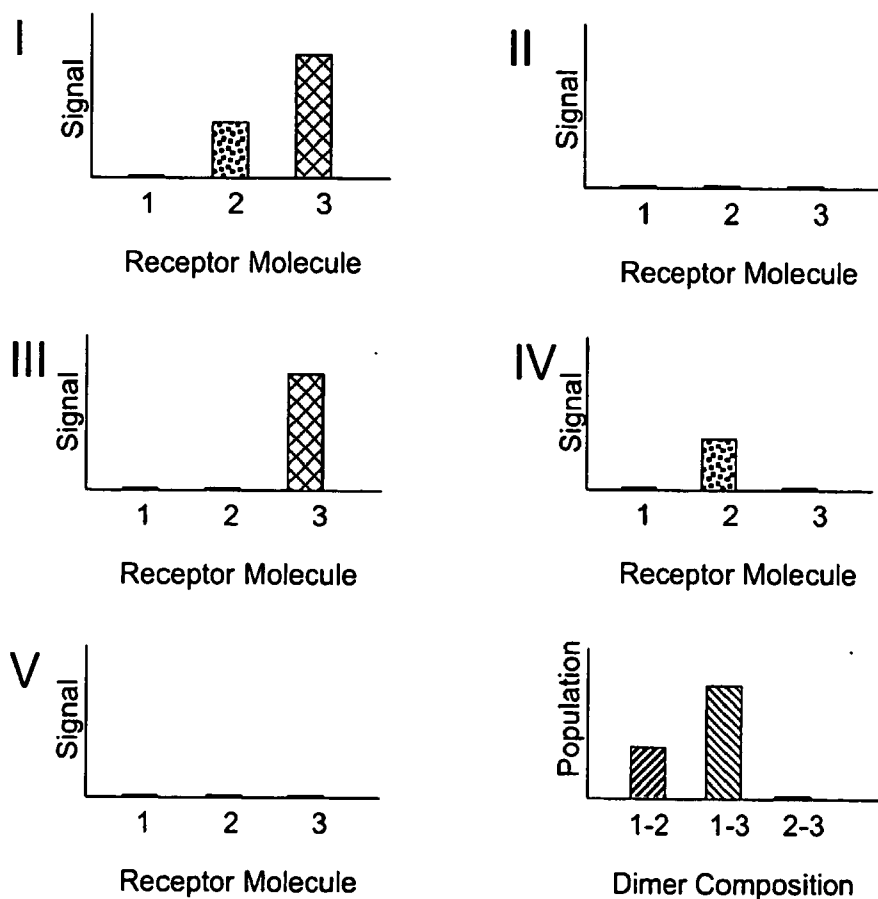 I
Signal
1 2 3
Receptor Molecule
II
Signal
1 2 3
Receptor Molecule
III
Signal
1 2 3
Receptor Molecule
IV
Signal
1 2 3
Receptor Molecule
V
Signal
1 2 3
Receptor Molecule
Population
1-2 1-3 2-3
Dimer Composition